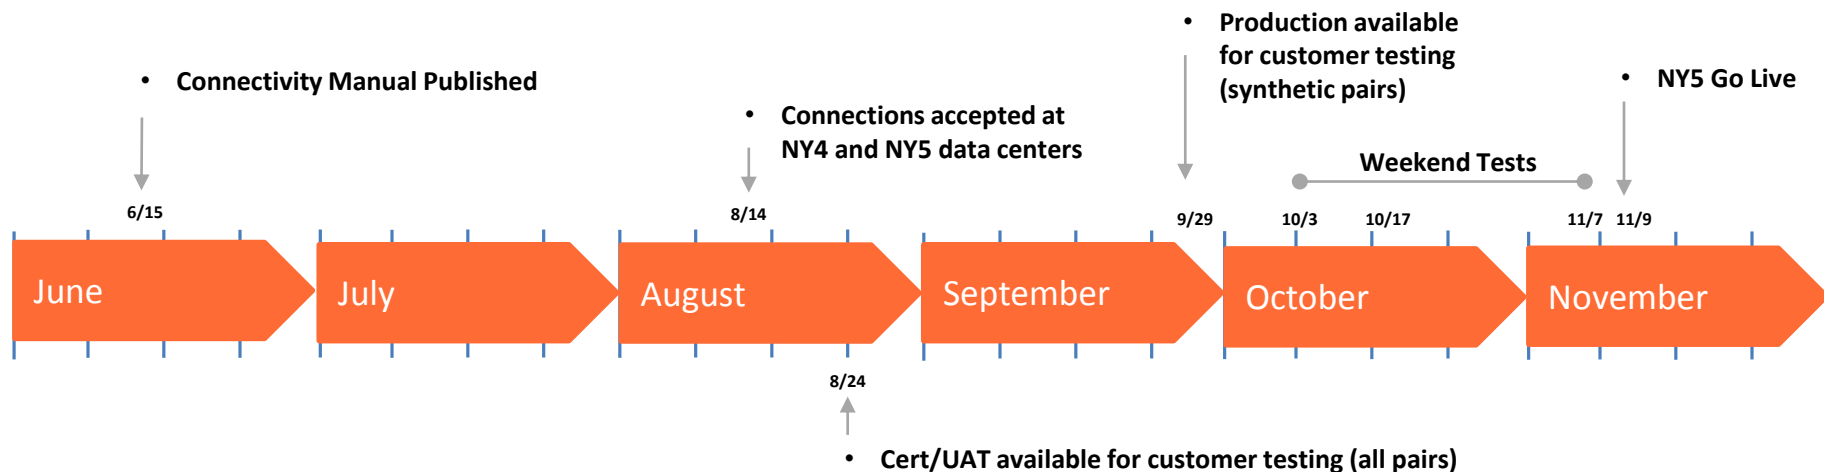 • Production available
for customer testing
(synthetic pairs)
• Connectivity Manual Published
• NY5 Go Live
• Connections accepted at
NY4 and NY5 data centers
Weekend Tests
6/15
8/14
9/29
10/3
10/17
11/7
11/9
June
July
August
September
October
November
8/24
• Cert/UAT available for customer testing (all pairs)